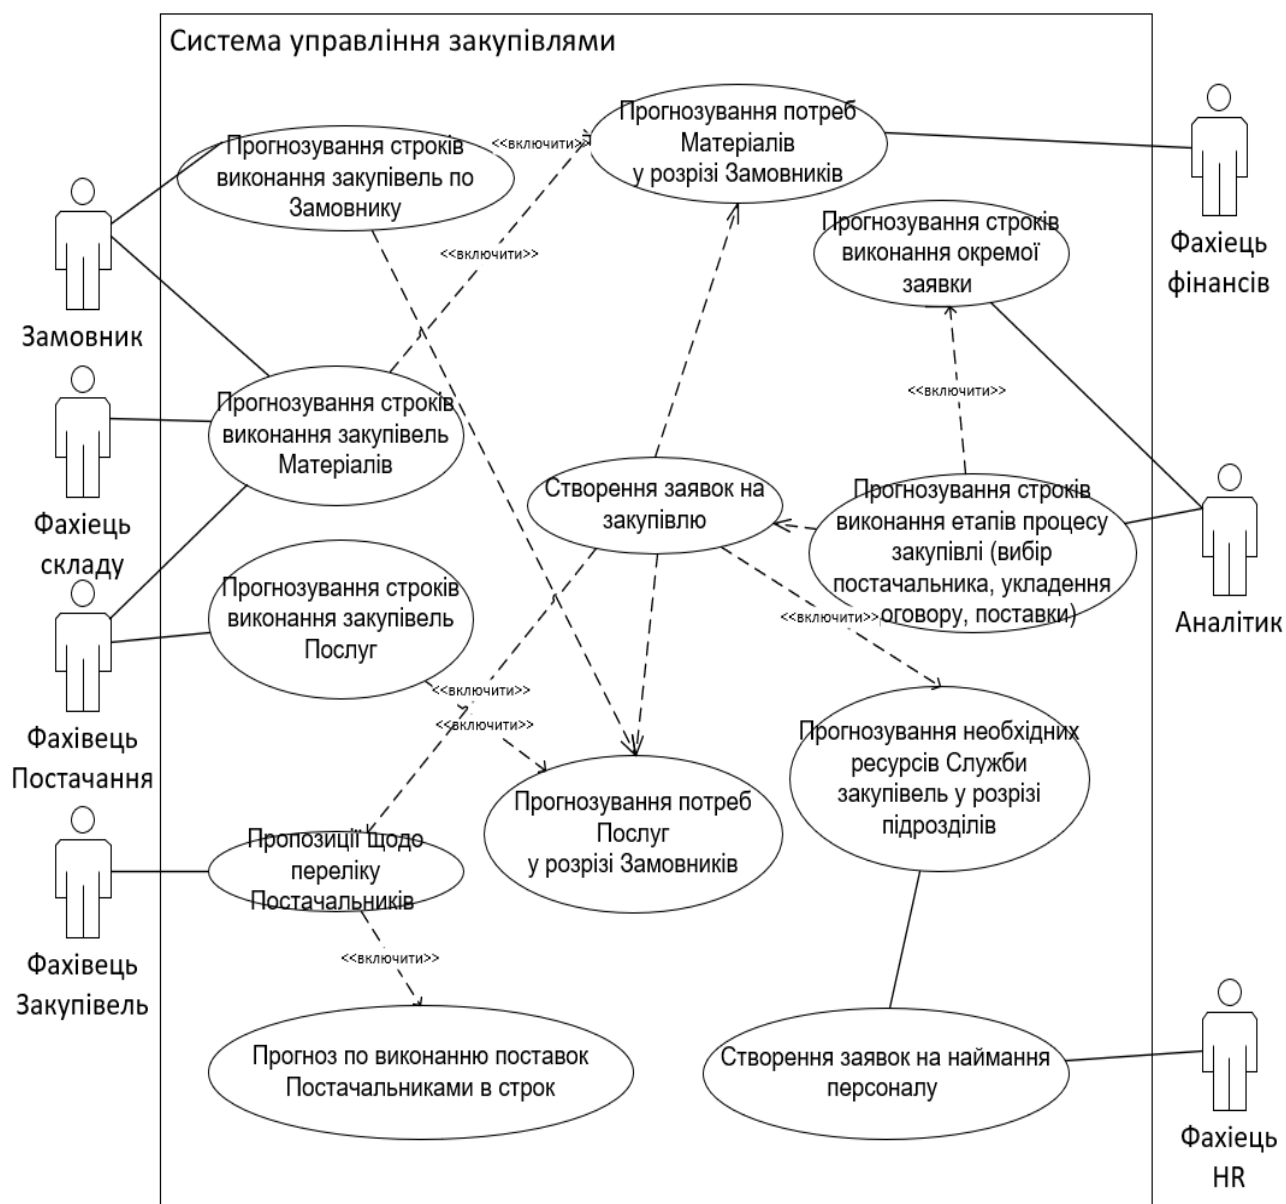 Система управління закупівлями
Прогнозування потреб
Матеріалів
у розрізі Замовників
<<включити>>
Прогнозування строків
виконання закупівель по
Замовнику
Прогнозування строків
виконання окремої
заявки
Фахіець
фінансів
<<включити>>
Замовник
Прогнозування строків
виконання закупівель
Матеріалів
<<включити>>
Фахіець
складу
Створення заявок на
закупівлю
Прогнозування строків
виконання етапів процесу
закупівлі (вибір
постачальника, укладення
оговору, поставки)
<<включити>>
Аналітик
Прогнозування строків
виконання закупівель
Послуг
<<включити>>
<<включити>>
Фахівець
Постачання
Прогнозування необхідних
ресурсів Служби
закупівель у розрізі
підрозділів
Прогнозування потреб
Послуг
у розрізі Замовників
Пропозиції щодо
переліку
Постачальників
Фахівець
Закупівель
<<включити>>
Прогноз по виконанню поставок
Постачальниками в строк
Створення заявок на наймання
персоналу
Фахіець
HR